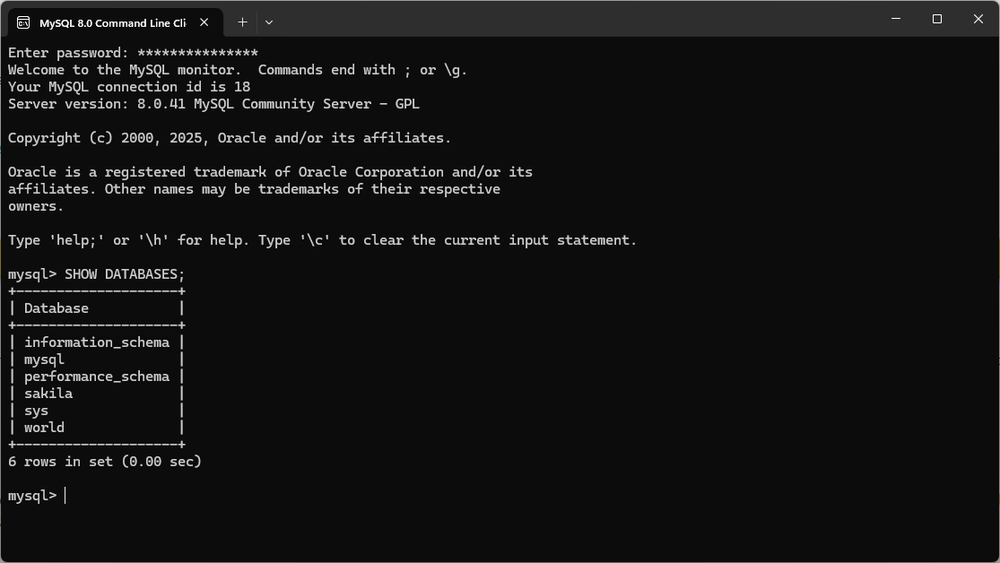 MySQL 8.0 Command Line Cli
Enter password: ***************
Welcome to the MySQL monitor.  Commands end with ; or \g.
Your MySQL connection id is 18
Server version: 8.0.41 MySQL Community Server - GPL

Copyright (c) 2000, 2025, Oracle and/or its affiliates.

Oracle is a registered trademark of Oracle Corporation and/or its
affiliates. Other names may be trademarks of their respective
owners.

Type 'help;' or '\h' for help. Type '\c' to clear the current input statement.

mysql> SHOW DATABASES;
+--------------------+
| Database           |
+--------------------+
| information_schema |
| mysql              |
| performance_schema |
| sakila             |
| sys                |
| world              |
+--------------------+
6 rows in set (0.00 sec)

mysql>